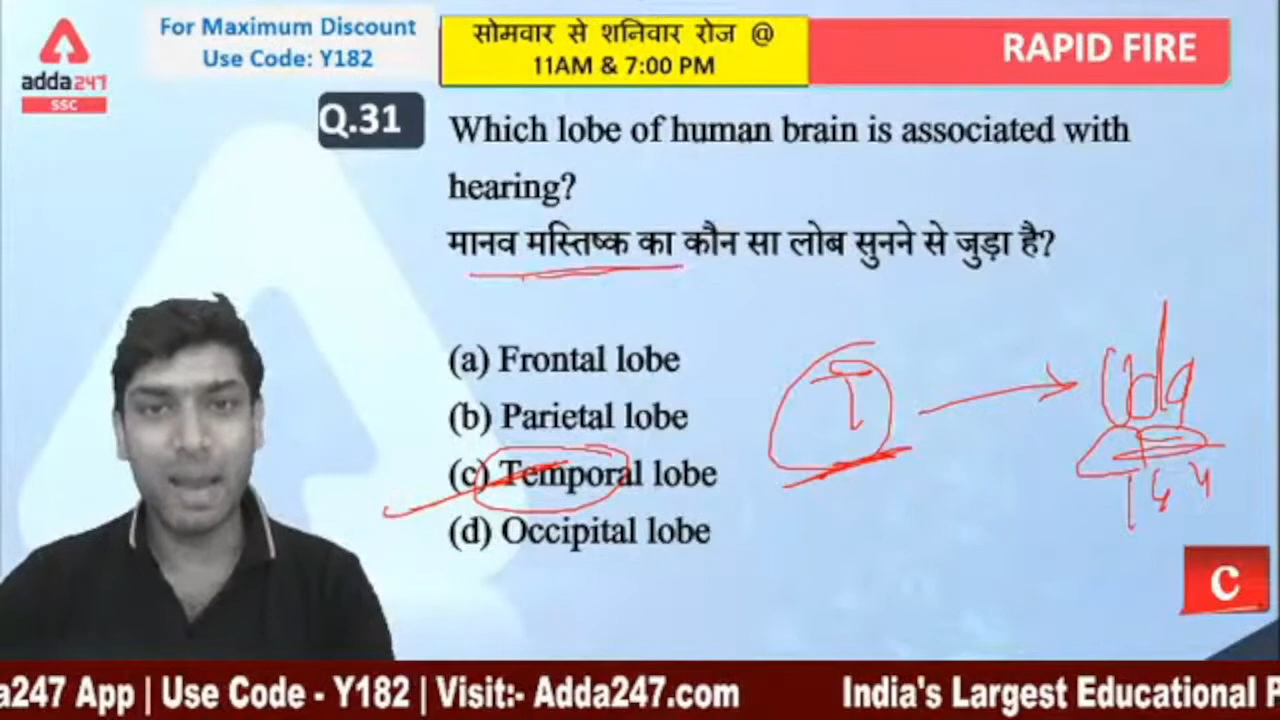 For Maximum Discount
Use Code: Y182
adda247
SSC
सोमवार से शनिवार रोज @
11AM & 7:00 PM
RAPID FIRE
Q.31
Which lobe of human brain is associated with
hearing?
मानव मस्तिष्क का कौन सा लोब सुनने से जुड़ा है?
(a) Frontal lobe
(b) Parietal lobe
(c) Temporal lobe
(d) Occipital lobe
T
C
a247 App | Use Code - Y182 | Visit:- Adda247.com
India's Largest Educational P